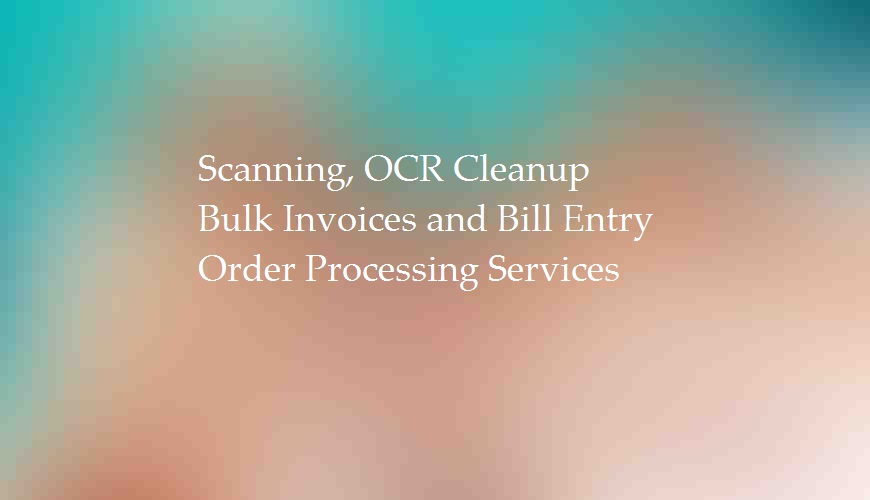 Scanning, OCR Cleanup
Bulk Invoices and Bill Entry
Order Processing Services